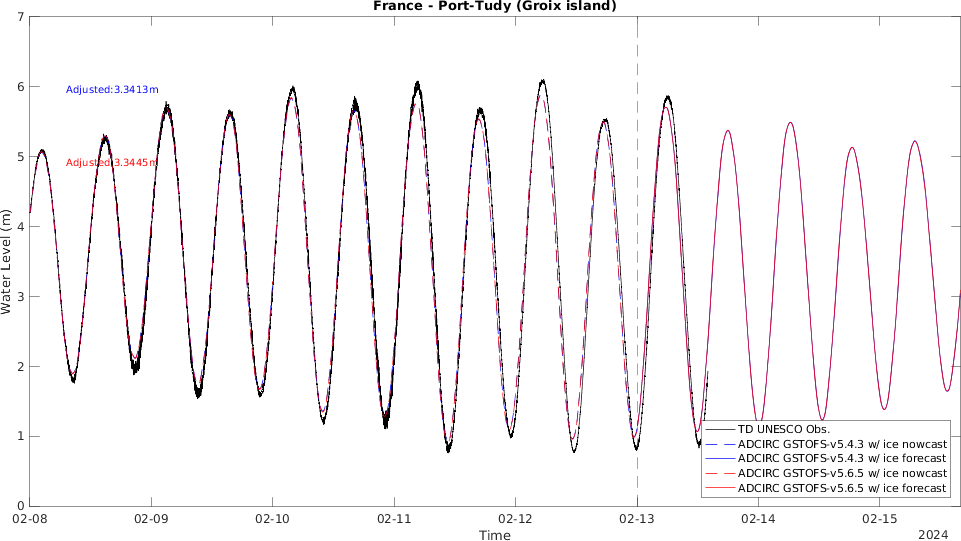 France - Port-Tudy (Groix island)
7
6
5
4
3
2
1
0
Water Level (m)
Adjusted:3.3413m
Adjusted:3.3445m
TD UNESCO Obs.
ADCIRC GSTOFS-v5.4.3 w/ ice nowcast
ADCIRC GSTOFS-v5.4.3 w/ ice forecast
ADCIRC GSTOFS-v5.6.5 w/ ice nowcast
ADCIRC GSTOFS-v5.6.5 w/ ice forecast
02-08 02-09 02-10 02-11 02-12 02-13 02-14 02-15
Time
2024